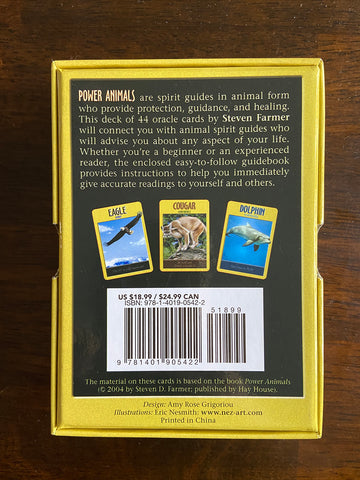 POWER ANIMALS are spirit guides in animal form
who provide protection, guidance, and healing.
This deck of 44 oracle cards by Steven Farmer
will connect you with animal spirit guides who
will advise you about any aspect of your life.
Whether you're a beginner or an experienced
reader, the enclosed easy-to-follow guidebook
provides instructions to help you immediately
give accurate readings to yourself and others.
EAGLE
COUGAR
DOLPHIN
US $18.99 / $24.99 CAN
ISBN: 978-1-4019-0542-2
51899
9 781401 905422
The material on these cards is based on the book Power Animals
(© 2004 by Steven D. Farmer; published by Hay House).
Design: Amy Rose Grigoriou
Illustrations: Eric Nesmith: www.nez-art.com
Printed in China